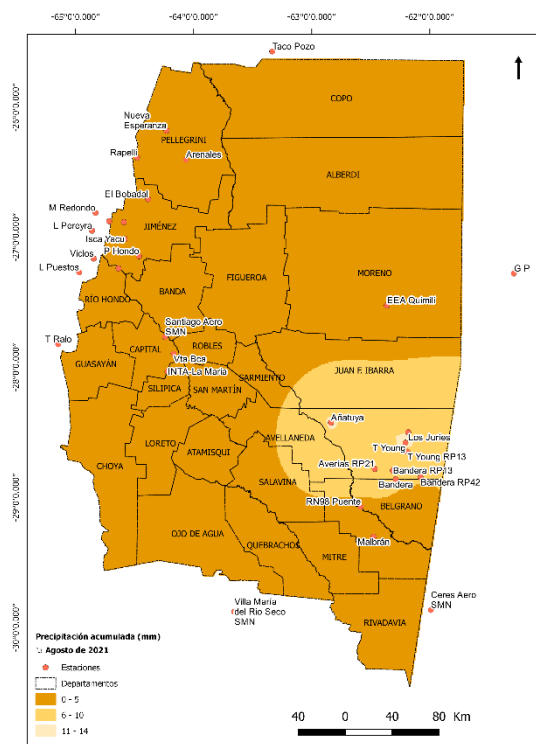 -65°0'0.000"
-64°0'0.000"
-63°0'0.000"
-62°0'0.000"
Taco Pozo
COPO
-25°0'0.000"
Nueva
Esperanza
PELLEGRINI
Rapelli
Arenales
ALBERDI
El Bobadal
M Redondo
L Pereyra
JIMÉNEZ
Isca Yacu
-27°0'0.000"
P Hondo
Viclos
L Puestos
FIGUEROA
MORENO
G P
BANDA
RÍO HONDO
EEA Quimilí
Santiago Aero
SMN
T Ralo
CAPITAL
ROBLES
Vta Bca
GUASAYÁN
INTA-La María
-28°0'0.000"
JUAN F. IBARRA
SARMIENTO
SILIPICA
SAN MARTÍN
Añatuya
LORETO
AVELLANEDA
Los Juries
T Young
ATAMISQUI
T Young RP13
CHOYA
Averias RP21
Bandera RP13
SALAVINA
Bandera
Bandera RP42
-29°0'0.000"
RN98 Puente
BELGRANO
OJO DE AGUA
Malbrán
QUEBRACHOS
MITRE
Villa María
del Río Seco
SMN
Ceres Aero
SMN
RIVADAVIA
-30°0'0.000"
Precipitación acumulada (mm)
Agosto de 2021
Estaciones
Departamentos
0 - 5
6 - 10
11 - 14
40 0 40 80 Km